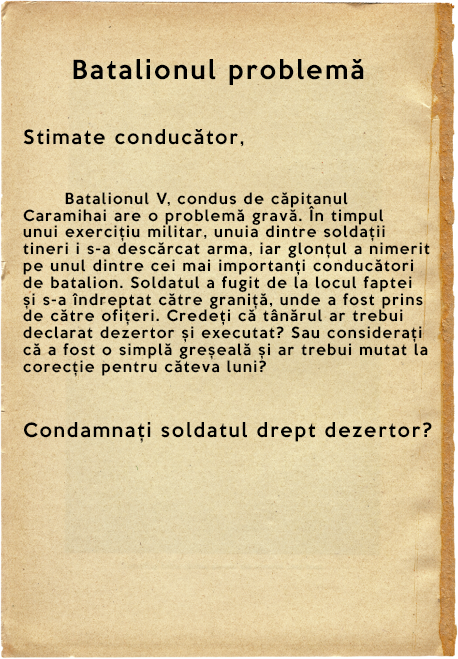 Batalionul problemă
Stimate conducător,
Batalionul V, condus de căpitanul
Caramihai are o problemă gravă. În timpul
unui exercițiu militar, unuia dintre soldații
tineri i s-a descărcat arma, iar glonțul a nimerit
pe unul dintre cei mai importanți conducători
de batalion. Soldatul a fugit de la locul faptei
și s-a îndreptat către graniță, unde a fost prins
de către ofițeri. Credeți că tânărul ar trebui
declarat dezertor și executat? Sau considerați
că a fost o simplă greșeală și ar trebui mutat la
corecție pentru câteva luni?
Condamnați soldatul drept dezertor?